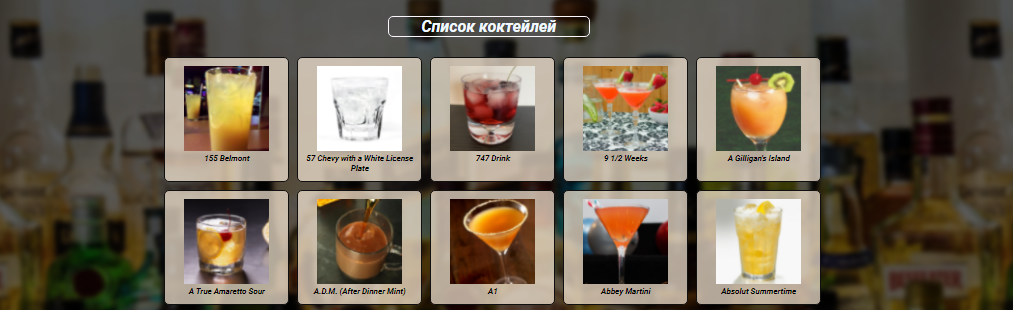 Список коктейлей
155 Belmont
57 Chevy with a White License
Plate
747 Drink
9 1/2 Weeks
A Gilligan's Island
A True Amaretto Sour
A.D.M. (After Dinner Mint)
A1
Abbey Martini
Absolut Summertime